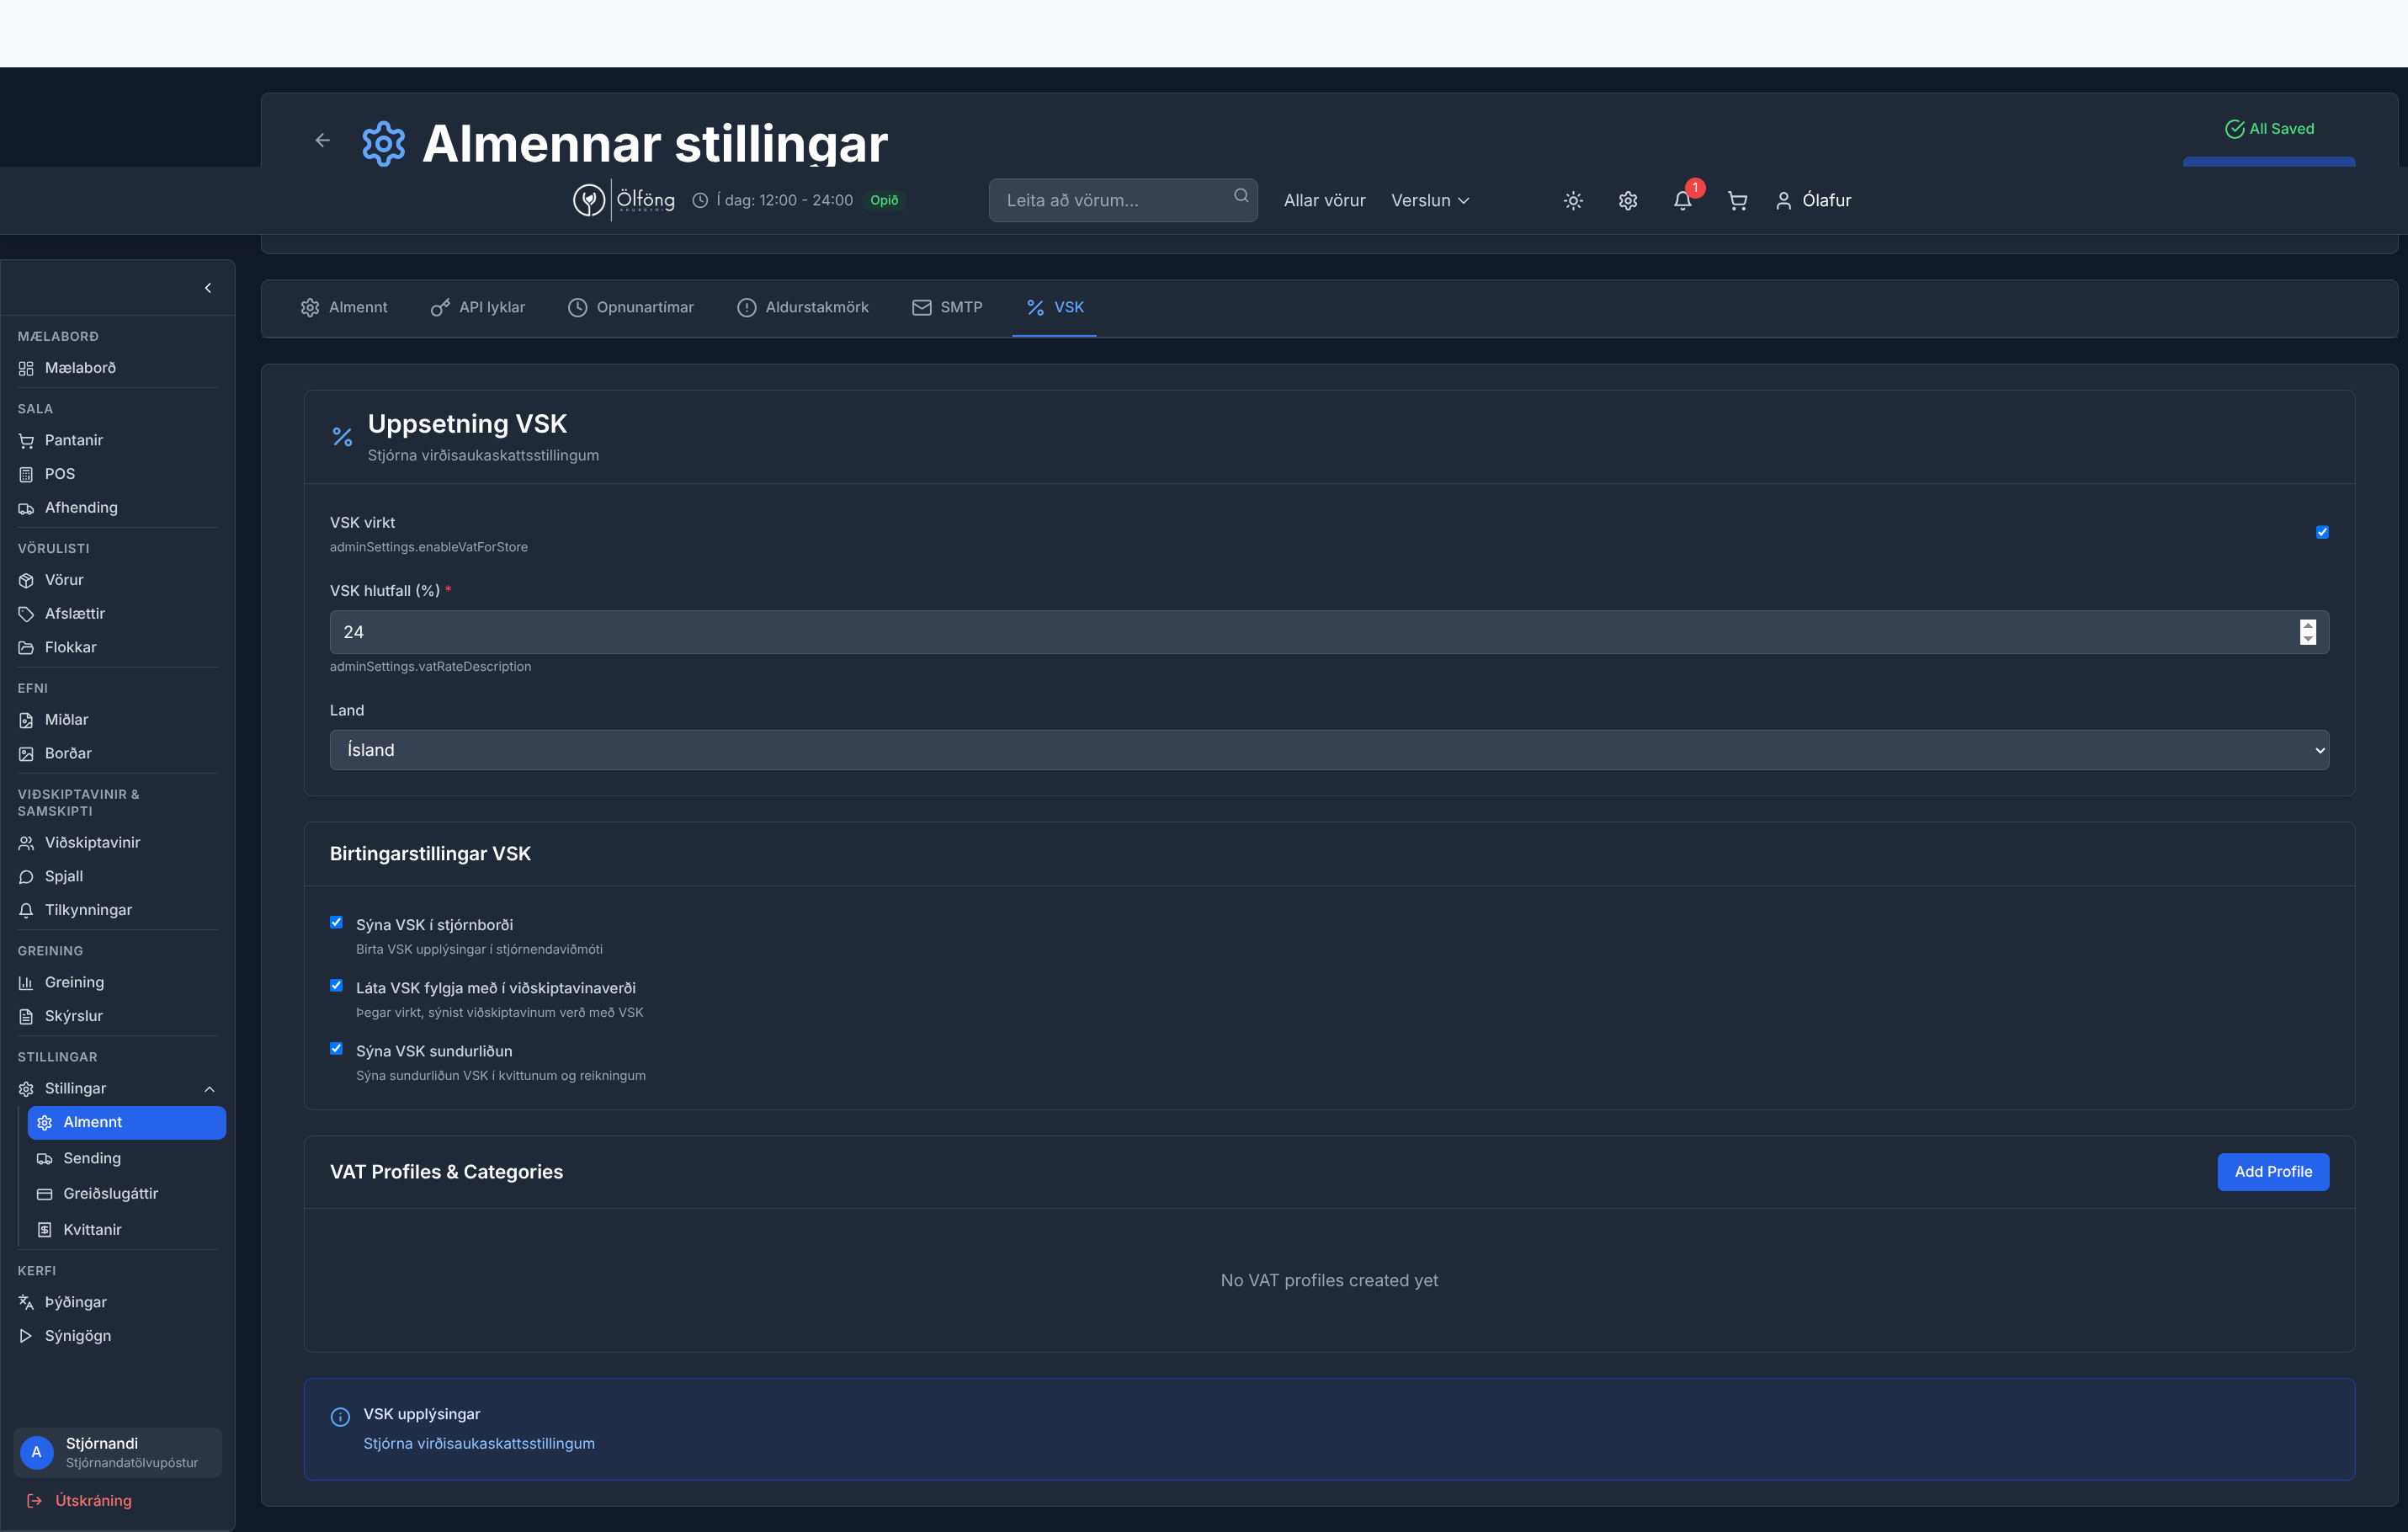 Almennar stillingar
All Saved
Ölföng
Í dag: 12:00 - 24:00
Opið
Leita að vörum...
Allar vörur
Verslun
1
Ólafur
MÆLABORÐ
Mælaborð
SALA
Pantanir
POS
Afhending
VÖRULISTI
Vörur
Afslættir
Flokkar
EFNI
Miðlar
Borðar
VIÐSKIPTAVINIR &
SAMSKIPTI
Viðskiptavinir
Spjall
Tilkynningar
GREINING
Greining
Skýrslur
STILLINGAR
Stillingar
Almennt
Sending
Greiðslugáttir
Kvittanir
KERFI
Þýðingar
Sýnigögn
A
Stjórnandi
Stjórnandatölvupóstur
Útskráning
Almennt
API lyklar
Opnunartímar
Aldurstakmörk
SMTP
VSK
Uppsetning VSK
Stjórna virðisaukaskattsstillingum
VSK virkt
adminSettings.enableVatForStore
VSK hlutfall (%) *
24
adminSettings.vatRateDescription
Land
Ísland
Birtingarstillingar VSK
Sýna VSK í stjórnborði
Birta VSK upplýsingar í stjórnendaviðmóti
Láta VSK fylgja með í viðskiptavinaverði
Þegar virkt, sýnist viðskiptavinum verð með VSK
Sýna VSK sundurliðun
Sýna sundurliðun VSK í kvittunum og reikningum
VAT Profiles & Categories
Add Profile
No VAT profiles created yet
VSK upplýsingar
Stjórna virðisaukaskattsstillingum